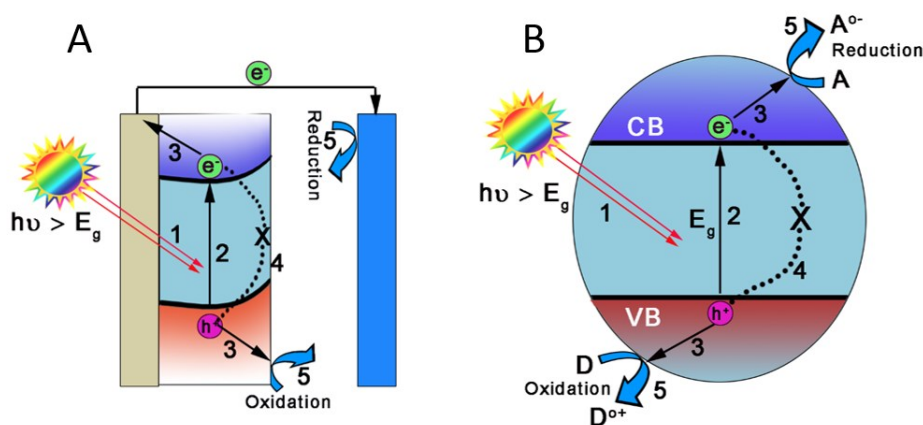 A
e-
3
e-
hυ > Eg
1
2
X
4
h+
3
5
Oxidation
5
Reduction
B
5
A°-
Reduction
A
CB
e-
3
hυ > Eg
1
Eg
2
X
4
VB
h+
3
D
Oxidation
5
D°+